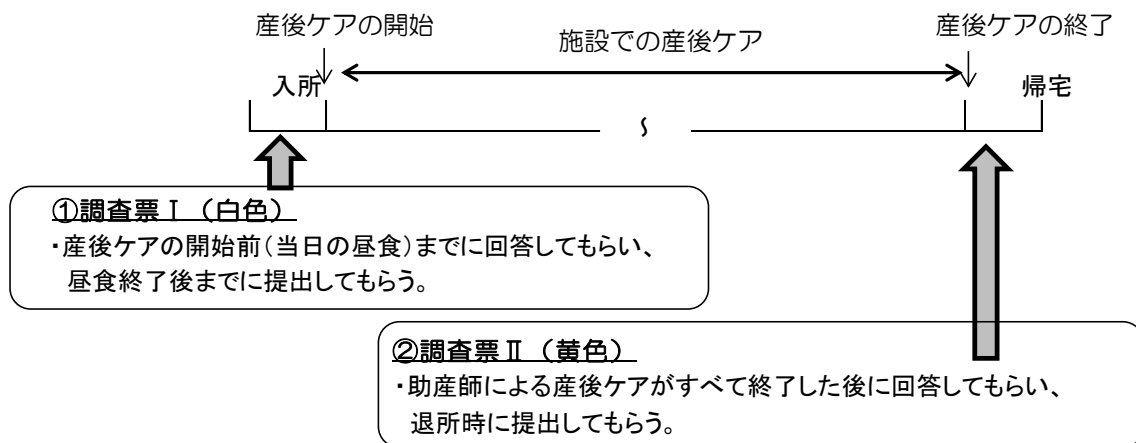 産後ケアの開始
施設での産後ケア
産後ケアの終了
入所
帰宅
〜
①調査票Ⅰ（白色）
・産後ケアの開始前（当日の昼食）までに回答してもらい、
昼食終了後までに提出してもらう。
②調査票Ⅱ（黄色）
・助産師による産後ケアがすべて終了した後に回答してもらい、
退所時に提出してもらう。